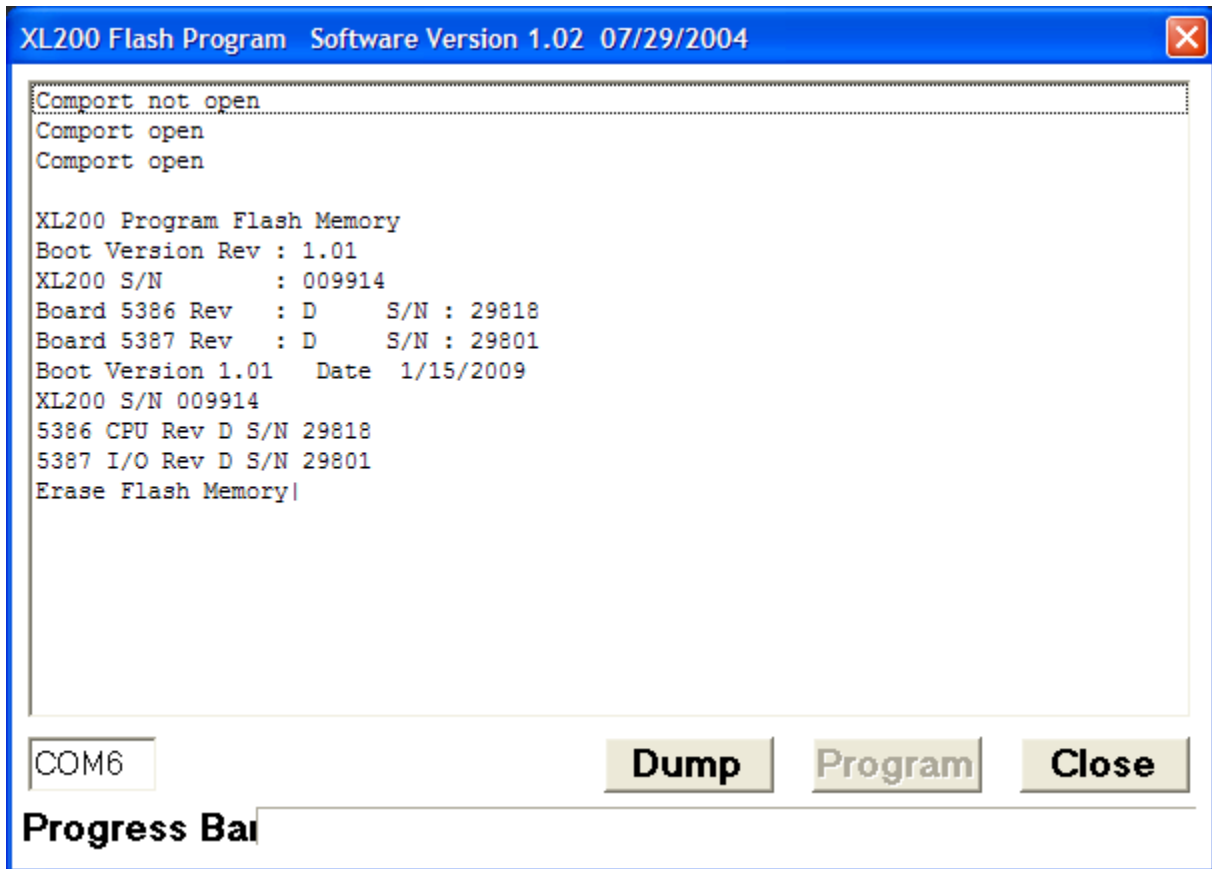 XL200 Flash Program   Software Version 1.02  07/29/2004
Comport not open
Comport open
Comport open
XL200 Program Flash Memory
Boot Version Rev : 1.01
XL200 S/N        : 009914
Board 5386 Rev   : D     S/N : 29818
Board 5387 Rev   : D     S/N : 29801
Boot Version 1.01   Date  1/15/2009
XL200 S/N 009914
5386 CPU Rev D S/N 29818
5387 I/O Rev D S/N 29801
Erase Flash Memory|
COM6 Dump Program Close
Progress Bar